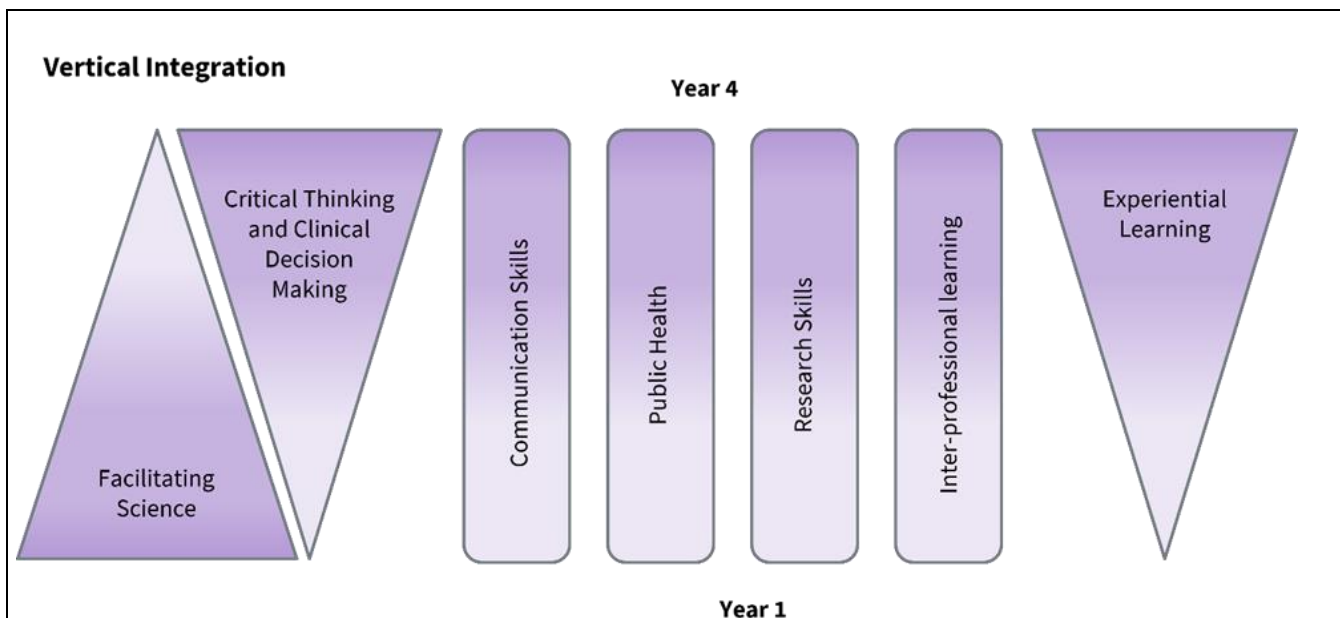 Vertical Integration
Year 4
Critical Thinking
and Clinical
Decision
Making
Facilitating
Science
Communication Skills
Public Health
Research Skills
Inter-professional learning
Experiential
Learning
Year 1